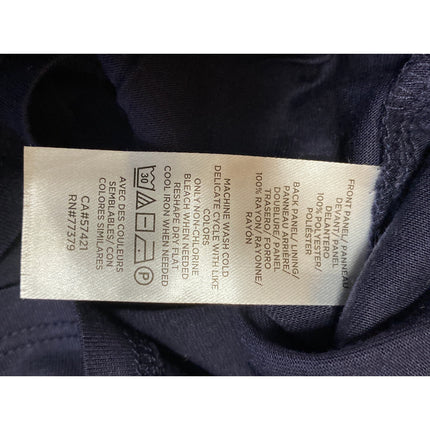 FRONT PANEL/ PANNEAU
DEVANT/ PANEL
DELANTERO
100% POLYESTER/
POLIÉSTER
BACK PANEL/ LINING/
PANNEAU ARRIÈRE/
DOUBLURE/ PANEL
TRASERO/ FORRO
100% RAYON/ RAYONNE/
RAYON
MACHINE WASH COLD
DELICATE CYCLE WITH LIKE
COLORS
ONLY NON-CHLORINE
BLEACH WHEN NEEDED
RESHAPE DRY FLAT
COOL IRON WHEN NEEDED
30 P
AVEC DES COULEURS
SEMBLABLES/ CON
COLORES SIMILARES
CA#57421
RN#77379